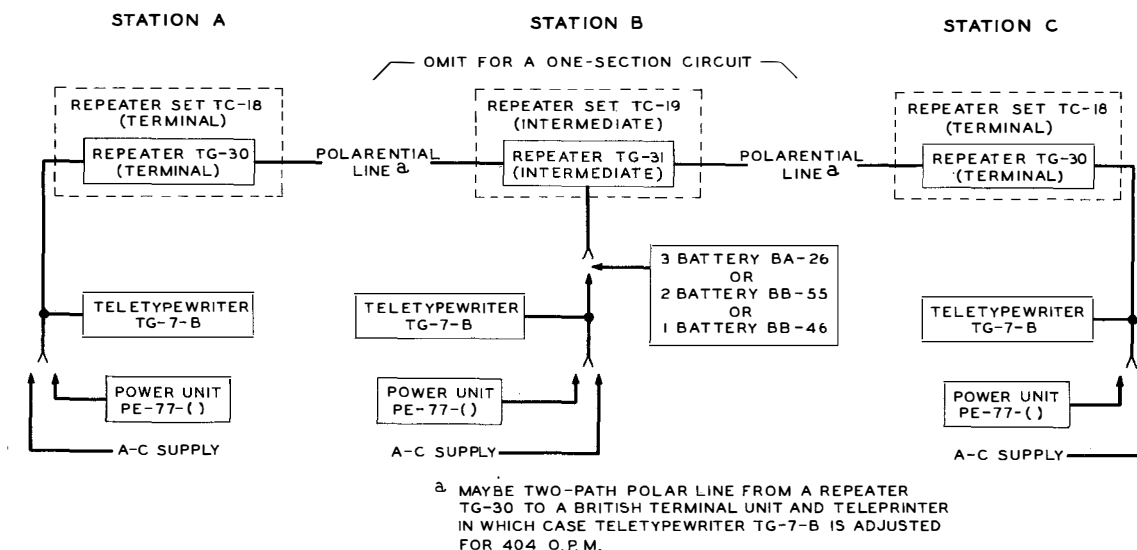 STATION A
STATION B
STATION C
OMIT FOR A ONE-SECTION CIRCUIT
REPEATER SET TC-18
(TERMINAL)
REPEATER TG-30
(TERMINAL)
POLARENTIAL
LINE a
REPEATER SET TC-19
(INTERMEDIATE)
REPEATER TG-31
(INTERMEDIATE)
POLARENTIAL
LINE a
REPEATER SET TC-18
(TERMINAL)
REPEATER TG-30
(TERMINAL)
3 BATTERY BA-26
OR
2 BATTERY BB-55
OR
1 BATTERY BB-46
TELETYPEWRITER
TG-7-B
TELETYPEWRITER
TG-7-B
TELETYPEWRITER
TG-7-B
POWER UNIT
PE-77-( )
POWER UNIT
PE-77-( )
POWER UNIT
PE-77-( )
A-C SUPPLY
A-C SUPPLY
A-C SUPPLY
a MAYBE TWO-PATH POLAR LINE FROM A REPEATER
TG-30 TO A BRITISH TERMINAL UNIT AND TELEPRINTER
IN WHICH CASE TELETYPEWRITER TG-7-B IS ADJUSTED
FOR 404 O.P.M.